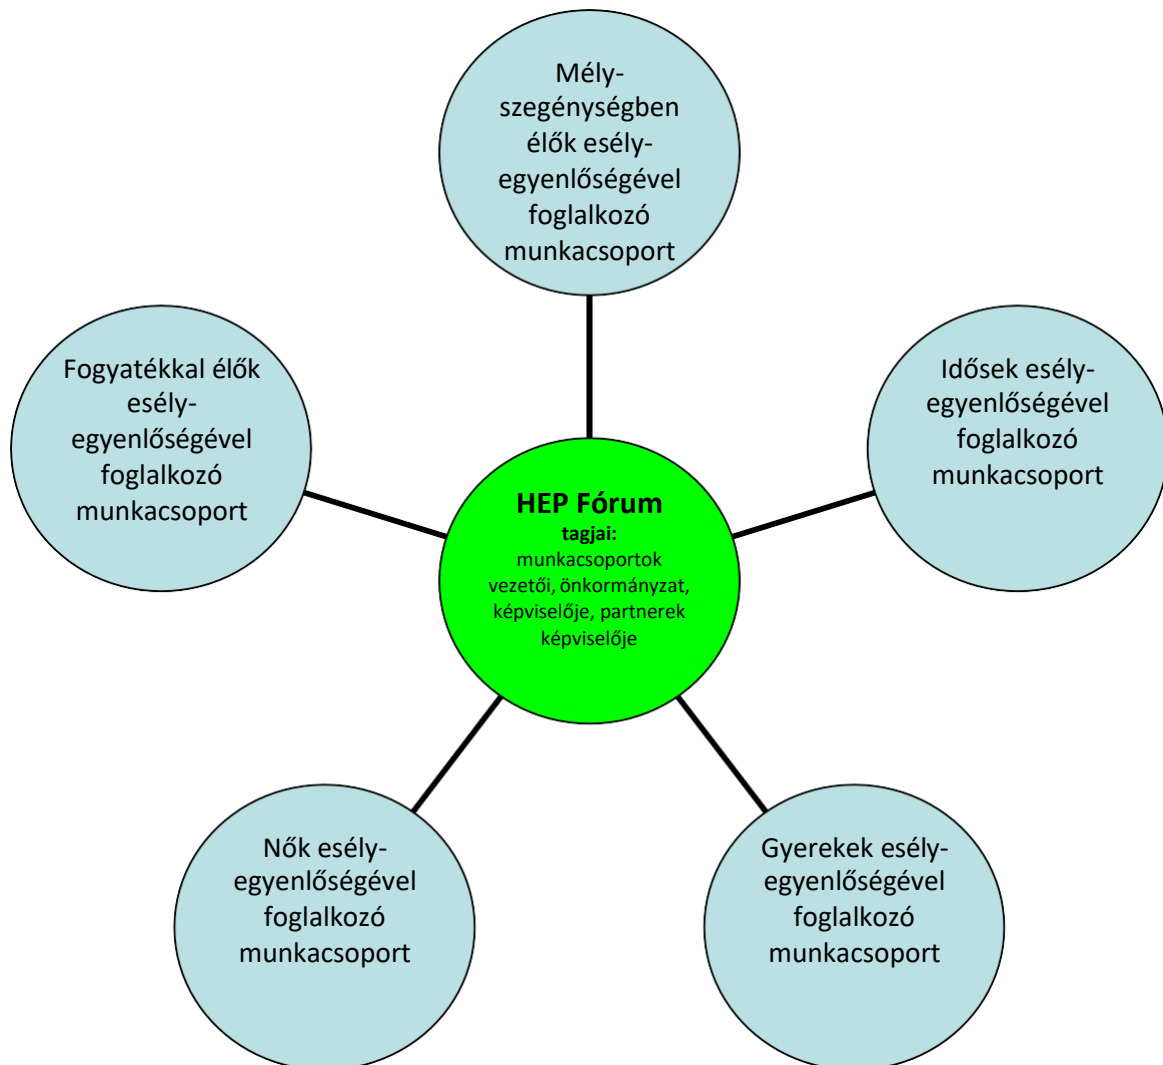 Mély-
szegénységben
élők esély-
egyenlőségével
foglalkozó
munkacsoport
Fogyatékkal élők
esély-
egyenlőségével
foglalkozó
munkacsoport
Idősek esély-
egyenlőségével
foglalkozó
munkacsoport
HEP Fórum
tagjai:
munkacsoportok
vezetői, önkormányzat,
képviselője, partnerek
képviselője
Nők esély-
egyenlőségével
foglalkozó
munkacsoport
Gyerekek esély-
egyenlőségével
foglalkozó
munkacsoport